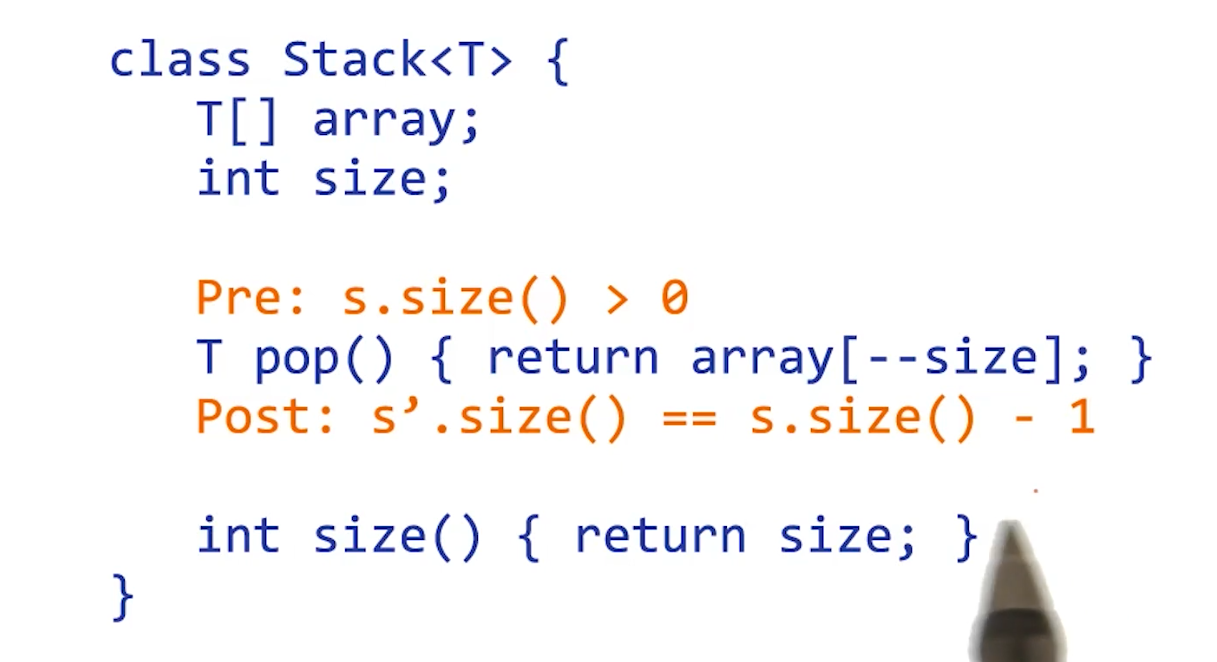 class Stack<T> {
T[] array;
int size;
Pre: s.size() > 0
T pop() { return array[--size]; }
Post: s’.size() == s.size() - 1
int size() { return size; }
}